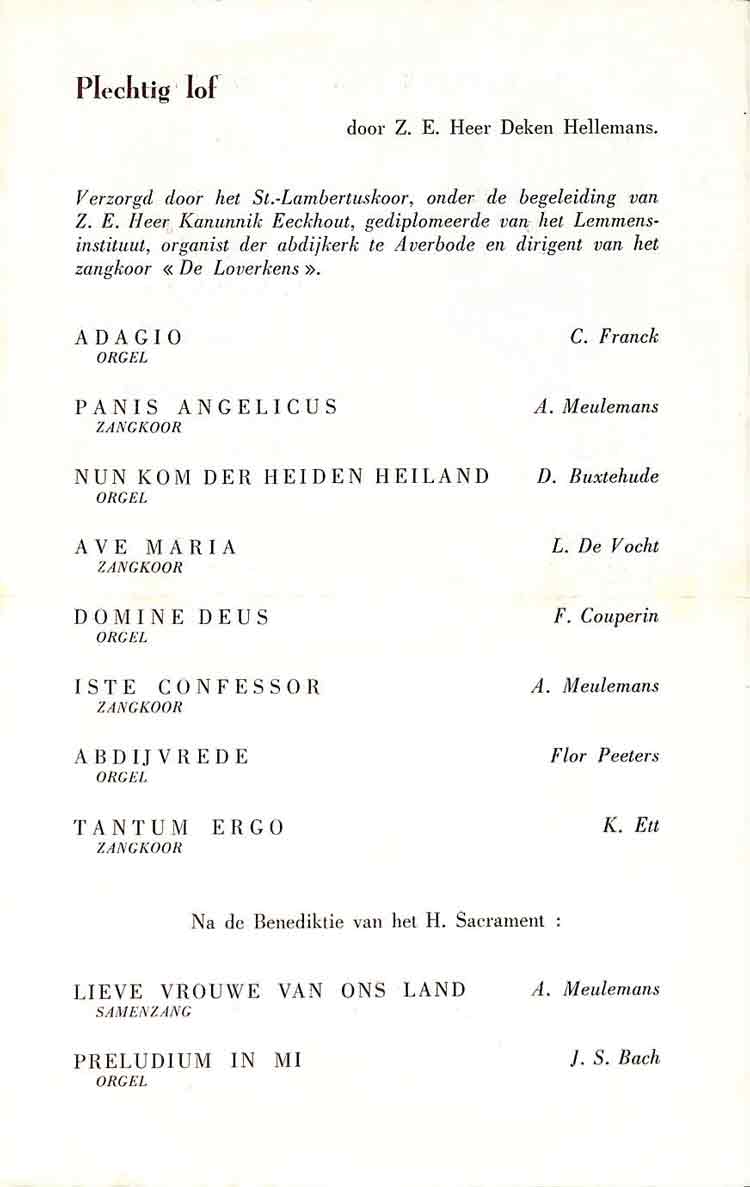 Plechtig lof
door Z. E. Heer Deken Hellemans.
Verzorgd door het St.-Lambertuskoor, onder de begeleiding van
Z. E. Heer Kanunnik Eeckhout, gediplomeerde van het Lemmens-
instituut, organist der abdijkerk te Averbode en dirigent van het
zangkoor « De Loverkens ».
ADAGIO C. Franck
ORGEL
PANIS ANGELICUS A. Meulemans
ZANGKOOR
NUN KOM DER HEIDEN HEILAND D. Buxtehude
ORGEL
AVE MARIA L. De Vocht
ZANGKOOR
DOMINE DEUS F. Couperin
ORGEL
ISTE CONFESSOR A. Meulemans
ZANGKOOR
ABDIJVREDE Flor Peeters
ORGEL
TANTUM ERGO K. Ett
ZANGKOOR
Na de Benediktie van het H. Sacrament :
LIEVE VROUWE VAN ONS LAND A. Meulemans
SAMENZANG
PRELUDIUM IN MI J. S. Bach
ORGEL